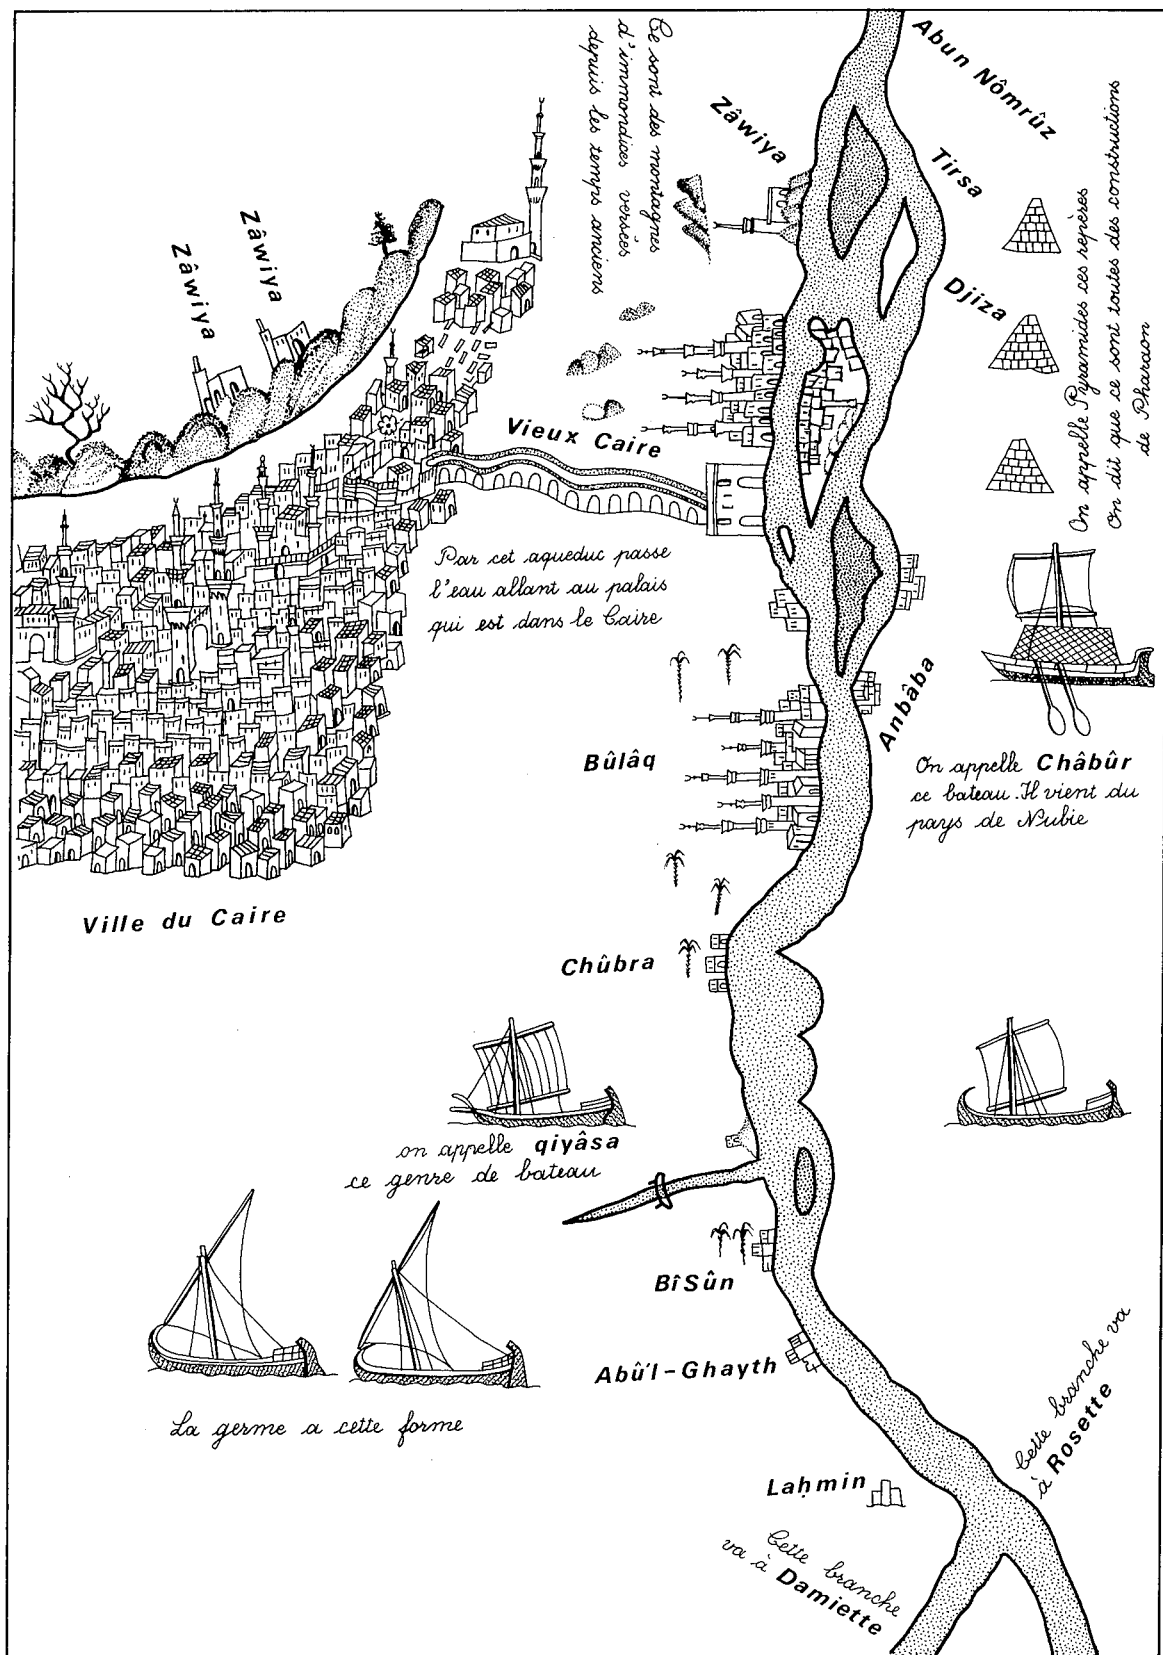 Abun Nômrûz
Ce sont des montagnes
d'immondices versées
depuis les temps anciens
Zâwiya
Tirsa
Zâwiya
Zâwiya
Djîza
On appelle Pyramides ces repères
On dit que ce sont toutes des constructions
de Pharaon
Vieux Caire
Par cet aqueduc passe
l'eau allant au palais
qui est dans le Caire
Anbâba
Bûlâq
On appelle Châbûr
ce bateau. Il vient du
pays de Nubie
Ville du Caire
Chûbra
on appelle qiyâsa
ce genre de bateau
BîSûn
Abû'l-Ghayth
La germe a cette forme
Cette branche va
à Rosette
Laḥmin
Cette branche
va à Damiette